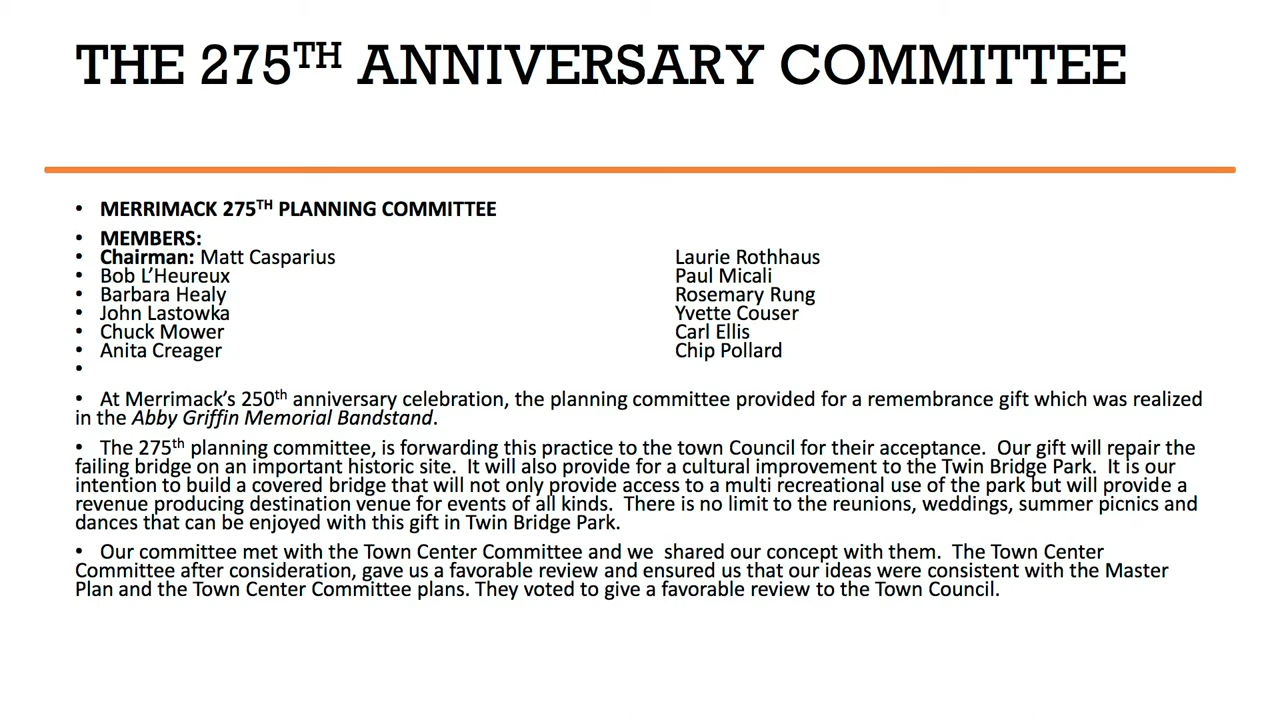 THE 275TH ANNIVERSARY COMMITTEE
• MERRIMACK 275TH PLANNING COMMITTEE
• MEMBERS:
• Chairman: Matt Casparius Laurie Rothhaus
• Bob L’Heureux Paul Micali
• Barbara Healy Rosemary Rung
• John Lastowka Yvette Couser
• Chuck Mower Carl Ellis
• Anita Creager Chip Pollard
•
• At Merrimack’s 250th anniversary celebration, the planning committee provided for a remembrance gift which was realized
in the Abby Griffin Memorial Bandstand.
• The 275th planning committee, is forwarding this practice to the town Council for their acceptance. Our gift will repair the
failing bridge on an important historic site. It will also provide for a cultural improvement to the Twin Bridge Park. It is our
intention to build a covered bridge that will not only provide access to a multi recreational use of the park but will provide a
revenue producing destination venue for events of all kinds. There is no limit to the reunions, weddings, summer picnics and
dances that can be enjoyed with this gift in Twin Bridge Park.
• Our committee met with the Town Center Committee and we shared our concept with them. The Town Center
Committee after consideration, gave us a favorable review and ensured us that our ideas were consistent with the Master
Plan and the Town Center Committee plans. They voted to give a favorable review to the Town Council.